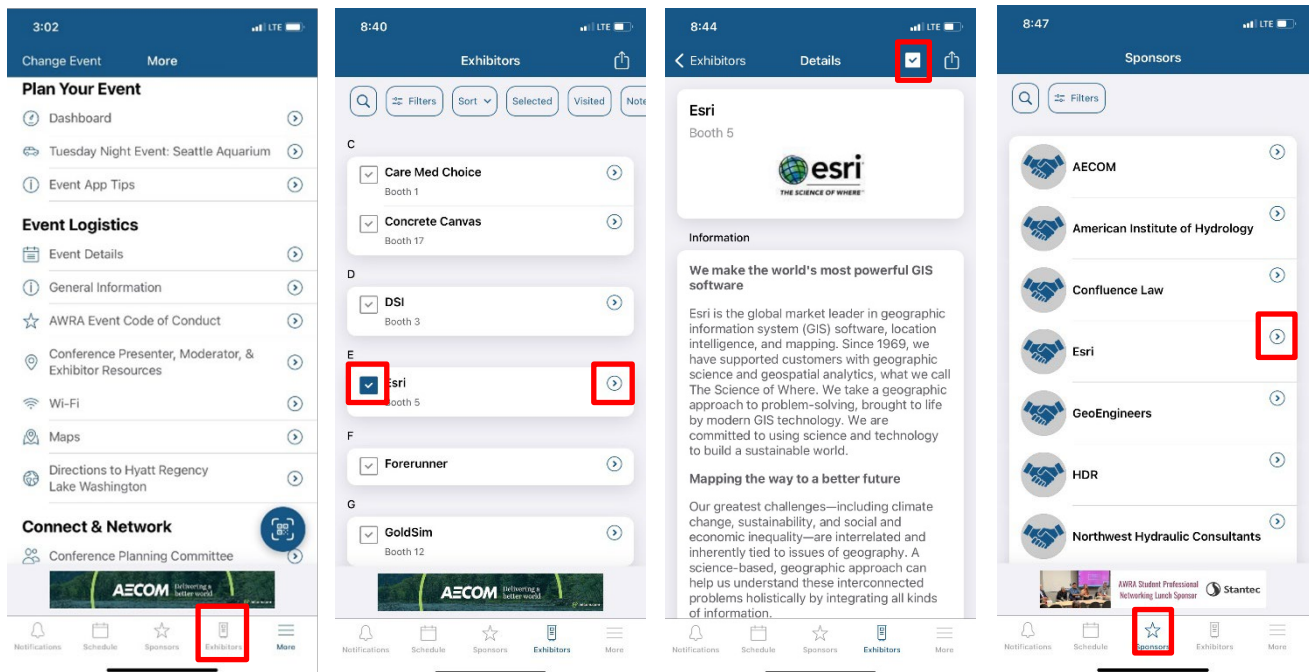 3:02
LTE
Change Event
More
Plan Your Event
Dashboard
Tuesday Night Event: Seattle Aquarium
Event App Tips
Event Logistics
Event Details
General Information
AWRA Event Code of Conduct
Conference Presenter, Moderator, &
Exhibitor Resources
Wi-Fi
Maps
Directions to Hyatt Regency
Lake Washington
Connect & Network
Conference Planning Committee
AECOM
Delivering a
better world
Notifications
Schedule
Sponsors
Exhibitors
More
8:40
LTE
Exhibitors
Filters
Sort
Selected
Visited
Note
C
Care Med Choice
Booth 1
Concrete Canvas
Booth 17
D
DSI
Booth 3
E
Esri
Booth 5
F
Forerunner
G
GoldSim
Booth 12
AECOM
Delivering a
better world
Notifications
Schedule
Sponsors
Exhibitors
More
8:44
LTE
Exhibitors
Details
Esri
Booth 5
esri
THE SCIENCE OF WHERE
Information
We make the world's most powerful GIS
software
Esri is the global market leader in geographic
information system (GIS) software, location
intelligence, and mapping. Since 1969, we
have supported customers with geographic
science and geospatial analytics, what we call
The Science of Where. We take a geographic
approach to problem-solving, brought to life
by modern GIS technology. We are
committed to using science and technology
to build a sustainable world.
Mapping the way to a better future
Our greatest challenges—including climate
change, sustainability, and social and
economic inequality—are interrelated and
inherently tied to issues of geography. A
science-based, geographic approach can
help us understand these interconnected
problems holistically by integrating all kinds
of information.
Notifications
Schedule
Sponsors
Exhibitors
More
8:47
LTE
Sponsors
Filters
AECOM
American Institute of Hydrology
Confluence Law
Esri
GeoEngineers
HDR
Northwest Hydraulic Consultants
AWRA Student Professional
Networking Lunch Sponsor
Stantec
Notifications
Schedule
Sponsors
Exhibitors
More